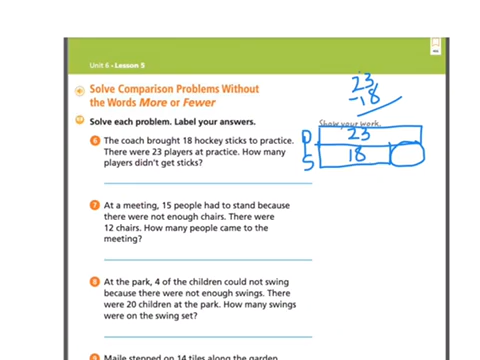 Unit 6 - Lesson 5
Solve Comparison Problems Without
the Words More or Fewer
Solve each problem. Label your answers.
Show your work.
6 The coach brought 18 hockey sticks to practice.
There were 23 players at practice. How many
players didn't get sticks?
23
-18
P 23
S 18
7 At a meeting, 15 people had to stand because
there were not enough chairs. There were
12 chairs. How many people came to the
meeting?
8 At the park, 4 of the children could not swing
because there were not enough swings. There
were 20 children at the park. How many swings
were on the swing set?
9 Maile stepped on 14 tiles along the garden